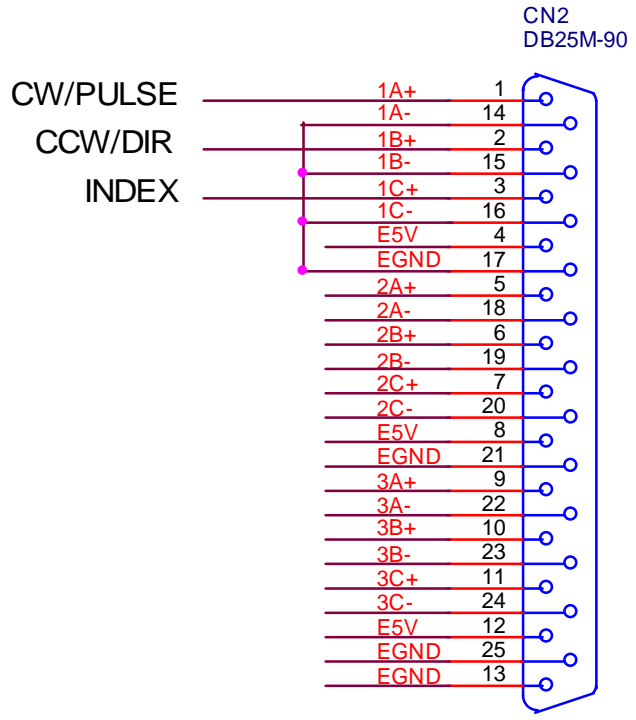 CN2
DB25M-90
CW/PULSE 1A+ 1
1A- 14
CCW/DIR 1B+ 2
1B- 15
INDEX 1C+ 3
1C- 16
E5V 4
EGND 17
2A+ 5
2A- 18
2B+ 6
2B- 19
2C+ 7
2C- 20
E5V 8
EGND 21
3A+ 9
3A- 22
3B+ 10
3B- 23
3C+ 11
3C- 24
E5V 12
EGND 25
EGND 13